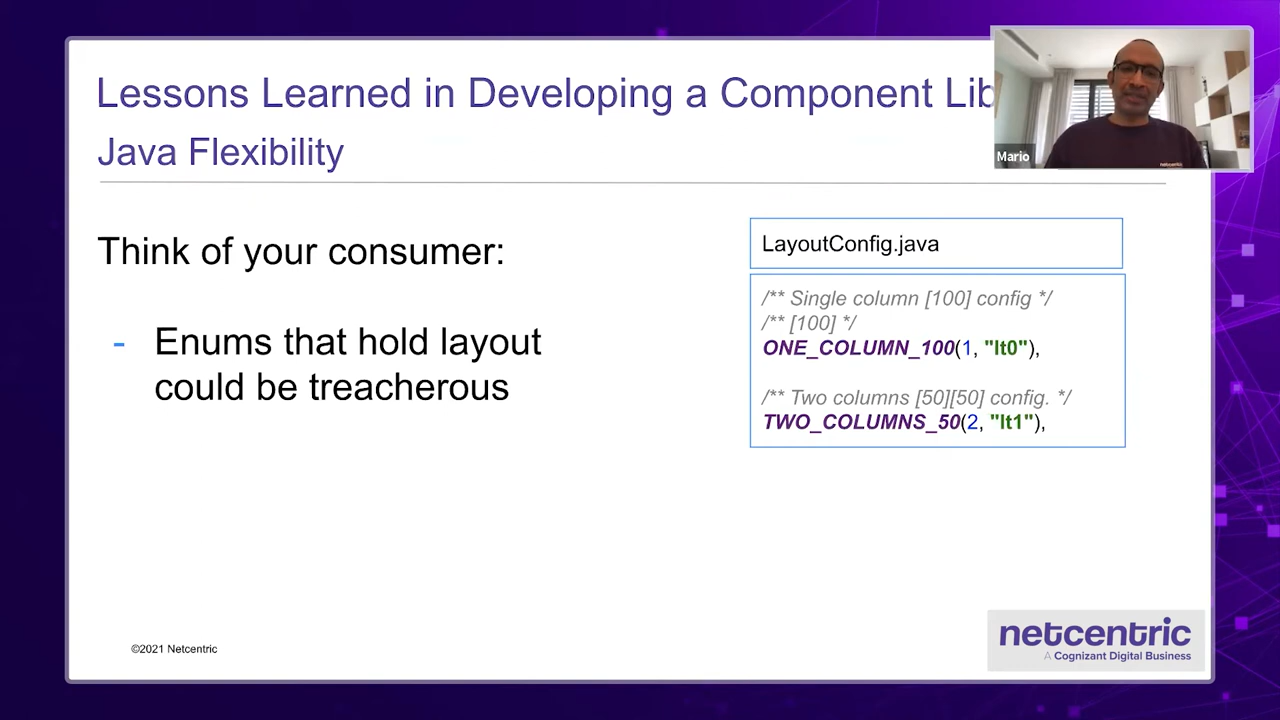 Lessons Learned in Developing a Component Lib
Java Flexibility
Mario
netcentric
Think of your consumer:
- Enums that hold layout
could be treacherous
LayoutConfig.java
/** Single column [100] config */
/** [100] */
ONE_COLUMN_100(1, "lt0"),
/** Two columns [50][50] config. */
TWO_COLUMNS_50(2, "lt1"),
©2021 Netcentric
netcentric
A Cognizant Digital Business